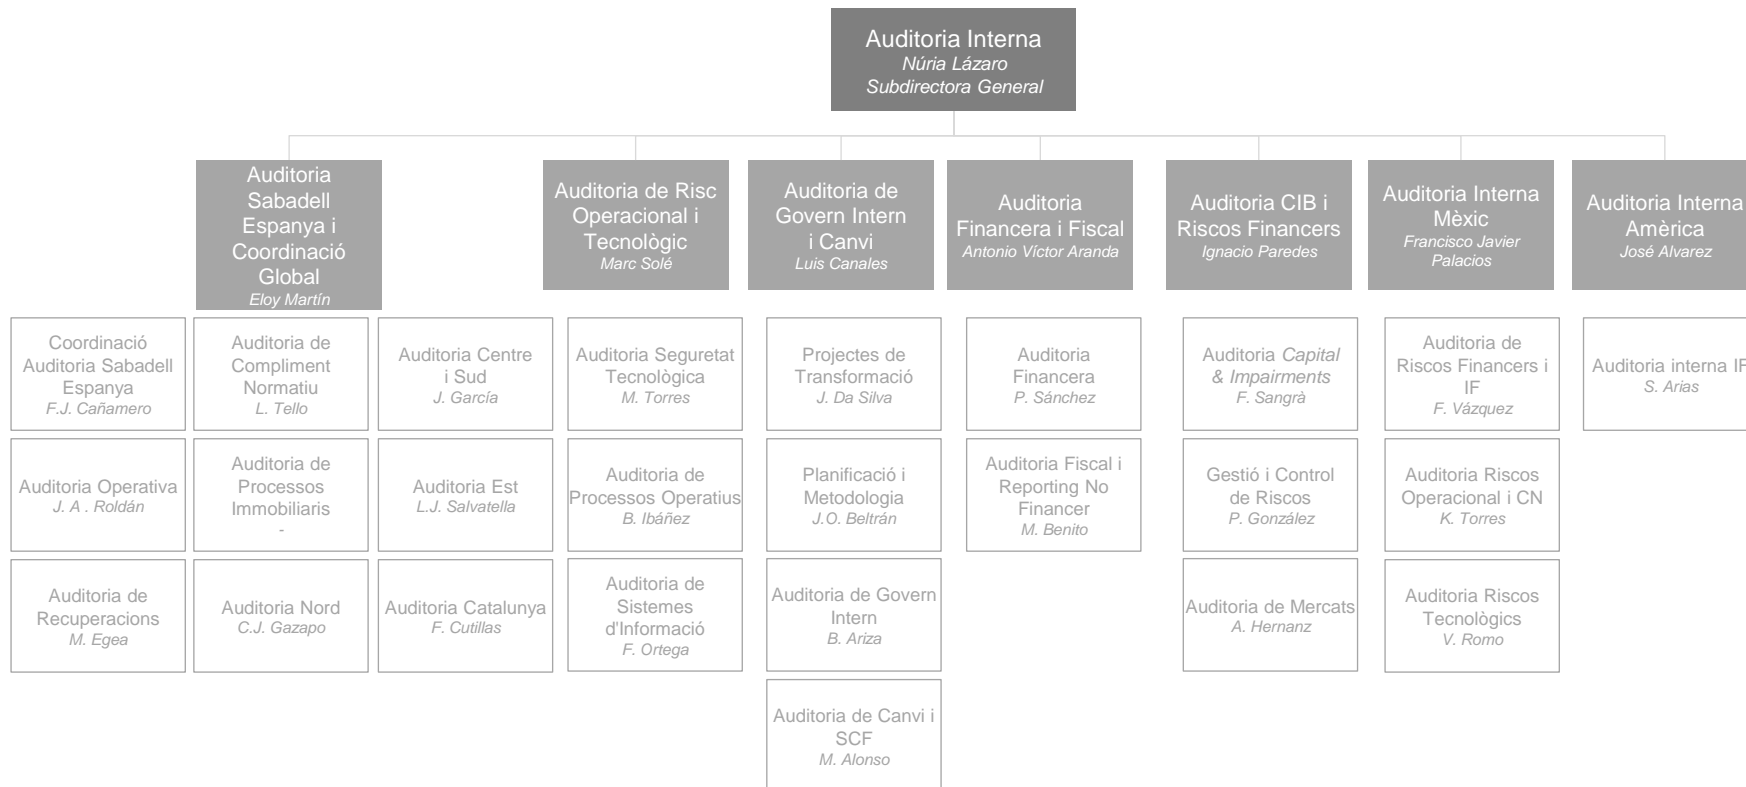 Auditoria Interna
Núria Lázaro
Subdirectora General
Auditoria
Sabadell
Espanya i
Coordinació
Global
Eloy Martín
Auditoria de Risc
Operacional i
Tecnològic
Marc Solé
Auditoria de
Govern Intern
i Canvi
Luis Canales
Auditoria
Financera i Fiscal
Antonio Víctor Aranda
Auditoria CIB i
Riscos Financers
Ignacio Paredes
Auditoria Interna
Mèxic
Francisco Javier
Palacios
Auditoria Interna
Amèrica
José Alvarez
Coordinació
Auditoria Sabadell
Espanya
F.J. Cañamero
Auditoria de
Compliment
Normatiu
L. Tello
Auditoria Centre
i Sud
J. García
Auditoria Seguretat
Tecnològica
M. Torres
Projectes de
Transformació
J. Da Silva
Auditoria
Financera
P. Sánchez
Auditoria Capital
& Impairments
F. Sangrà
Auditoria de
Riscos Financers i
IF
F. Vázquez
Auditoria interna IF
S. Arias
Auditoria Operativa
J. A . Roldán
Auditoria de
Processos
Immobiliaris
-
Auditoria Est
L.J. Salvatella
Auditoria de
Processos Operatius
B. Ibáñez
Planificació i
Metodologia
J.O. Beltrán
Auditoria Fiscal i
Reporting No
Financer
M. Benito
Gestió i Control
de Riscos
P. González
Auditoria Riscos
Operacional i CN
K. Torres
Auditoria de
Recuperacions
M. Egea
Auditoria Nord
C.J. Gazapo
Auditoria Catalunya
F. Cutillas
Auditoria de
Sistemes
d'Informació
F. Ortega
Auditoria de Govern
Intern
B. Ariza
Auditoria de Mercats
A. Hernanz
Auditoria Riscos
Tecnològics
V. Romo
Auditoria de Canvi i
SCF
M. Alonso